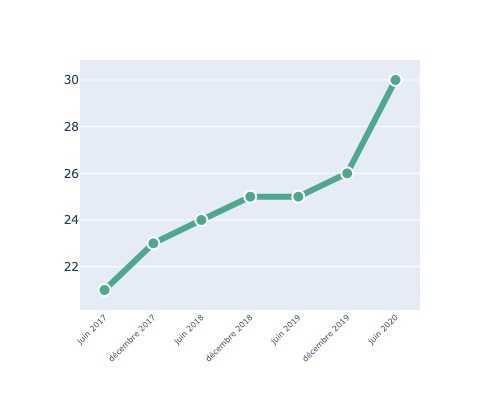 30
28
26
24
22
juin 2017
décembre 2017
juin 2018
décembre 2018
juin 2019
décembre 2019
juin 2020